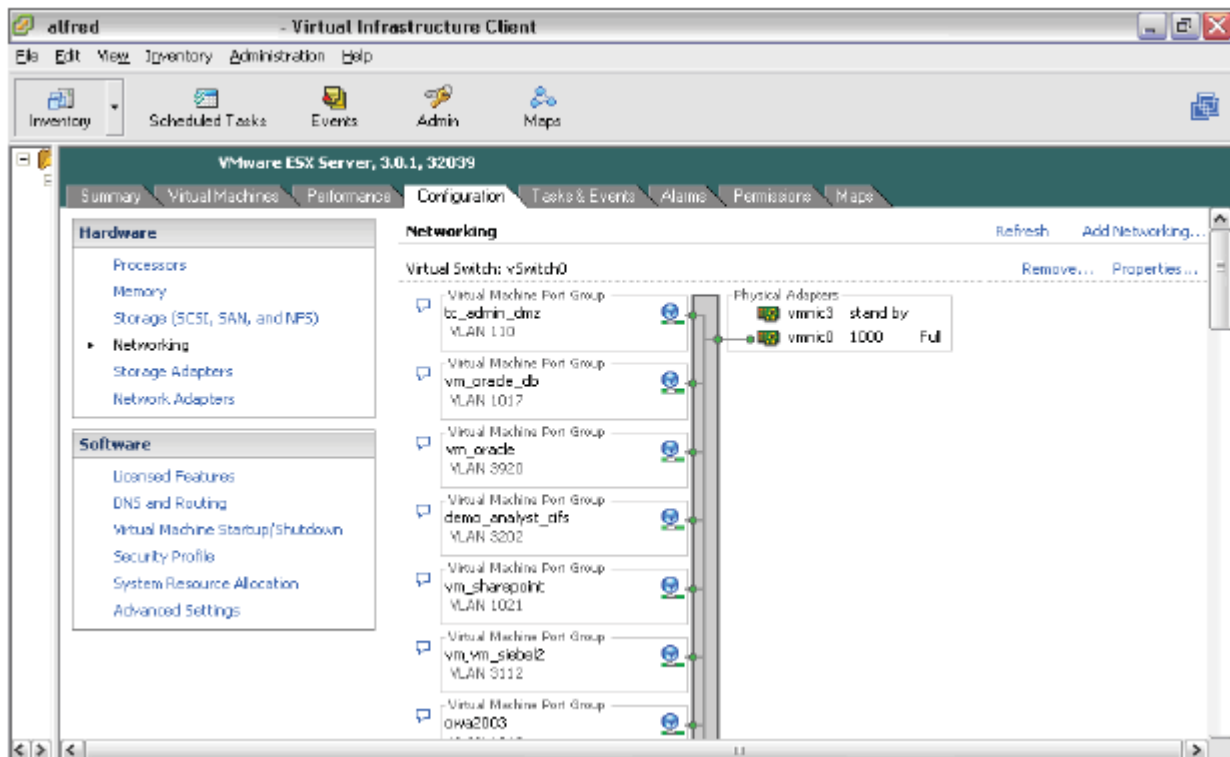 alfred - Virtual Infrastructure Client
File Edit View Inventory Administration Help
Inventory Scheduled Tasks Events Admin Maps
VMware ESX Server, 3.0.1, 32039
Summary Virtual Machines Performance Configuration Tasks & Events Alarms Permissions Maps
Hardware
Processors
Memory
Storage (SCSI, SAN, and NFS)
Networking
Storage Adapters
Network Adapters
Software
Licensed Features
DNS and Routing
Virtual Machine Startup/Shutdown
Security Profile
System Resource Allocation
Advanced Settings
Networking Refresh Add Networking...
Virtual Switch: vSwitch0 Remove... Properties...
Virtual Machine Port Group
tc_admin_dmz
VLAN 110
Virtual Machine Port Group
vm_oracle_db
VLAN 1017
Virtual Machine Port Group
vm_oracle
VLAN 3920
Virtual Machine Port Group
demo_analyst_cifs
VLAN 3202
Virtual Machine Port Group
vm_sharepoint
VLAN 1021
Virtual Machine Port Group
vm_vm_siebel2
VLAN 3112
Virtual Machine Port Group
owa2003
Physical Adapters
vmnic3 stand by
vmnic0 1000 Full